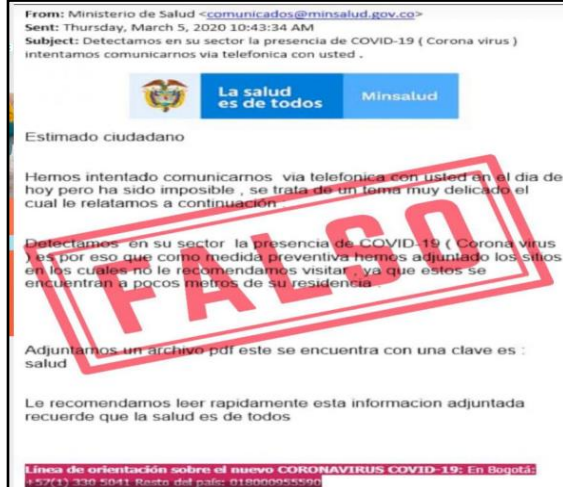 From: Ministerio de Salud <comunicados@minsalud.gov.co>
Sent: Thursday, March 5, 2020 10:43:34 AM
Subject: Detectamos en su sector la presencia de COVID-19 ( Corona virus )
intentamos comunicarnos via telefonica con usted .
La salud
es de todos
Minsalud
Estimado ciudadano
Hemos intentado comunicarnos via telefonica con usted en el dia de
hoy pero ha sido imposible , se trata de un tema muy delicado el
cual le relatamos a continuación :
Detectamos en su sector la presencia de COVID-19 ( Corona virus
) es por eso que como medida preventiva hemos adjuntado los sitios
en los cuales no le recomendamos visitar , ya que estos se
encuentran a pocos metros de su residencia .
FALSO
Adjuntamos un archivo pdf este se encuentra con una clave es :
salud
Le recomendamos leer rapidamente esta informacion adjuntada
recuerde que la salud es de todos
Línea de orientación sobre el nuevo CORONAVIRUS COVID-19: En Bogotá:
+57(1) 330 5041 Resto del país: 018000955590